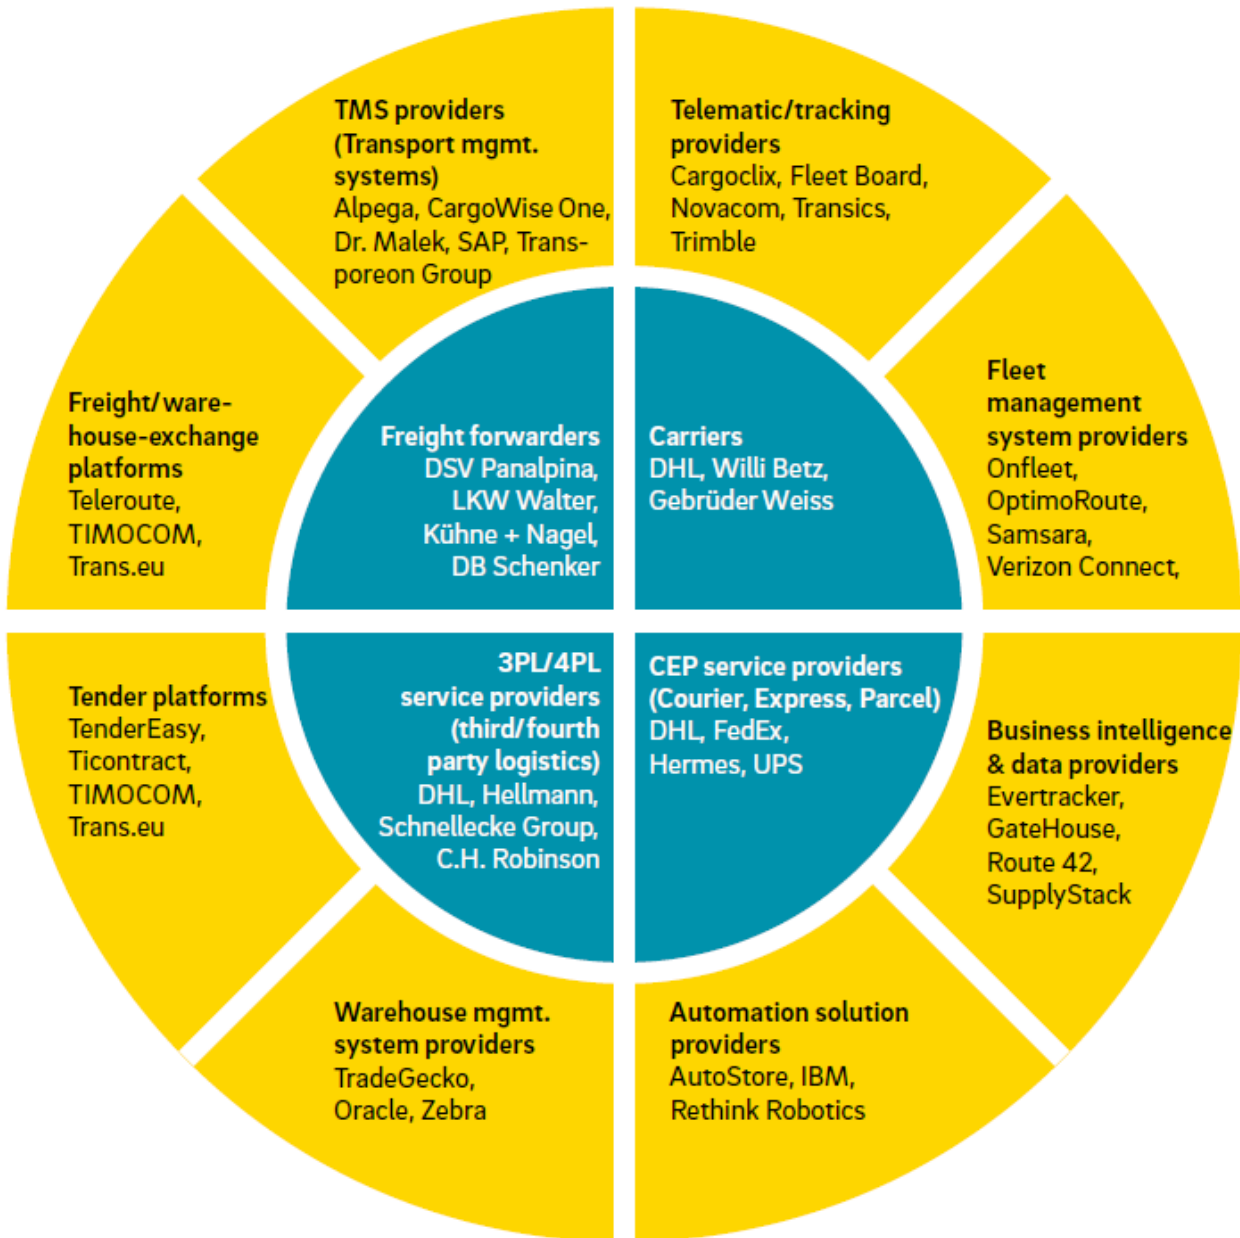 TMS providers
(Transport mgmt.
systems)
Alpega, CargoWise One,
Dr. Malek, SAP, Trans-
poreon Group
Telematic/tracking
providers
Cargoclix, Fleet Board,
Novacom, Transics,
Trimble
Freight/ware-
house-exchange
platforms
Teleroute,
TIMOCOM,
Trans.eu
Freight forwarders
DSV Panalpina,
LKW Walter,
Kühne + Nagel,
DB Schenker
Carriers
DHL, Willi Betz,
Gebrüder Weiss
Fleet
management
system providers
Onfleet,
OptimoRoute,
Samsara,
Verizon Connect,
Tender platforms
TenderEasy,
Ticontract,
TIMOCOM,
Trans.eu
3PL/4PL
service providers
(third/fourth
party logistics)
DHL, Hellmann,
Schnellecke Group,
C.H. Robinson
CEP service providers
(Courier, Express, Parcel)
DHL, FedEx,
Hermes, UPS
Business intelligence
& data providers
Evertracker,
GateHouse,
Route 42,
SupplyStack
Warehouse mgmt.
system providers
TradeGecko,
Oracle, Zebra
Automation solution
providers
AutoStore, IBM,
Rethink Robotics